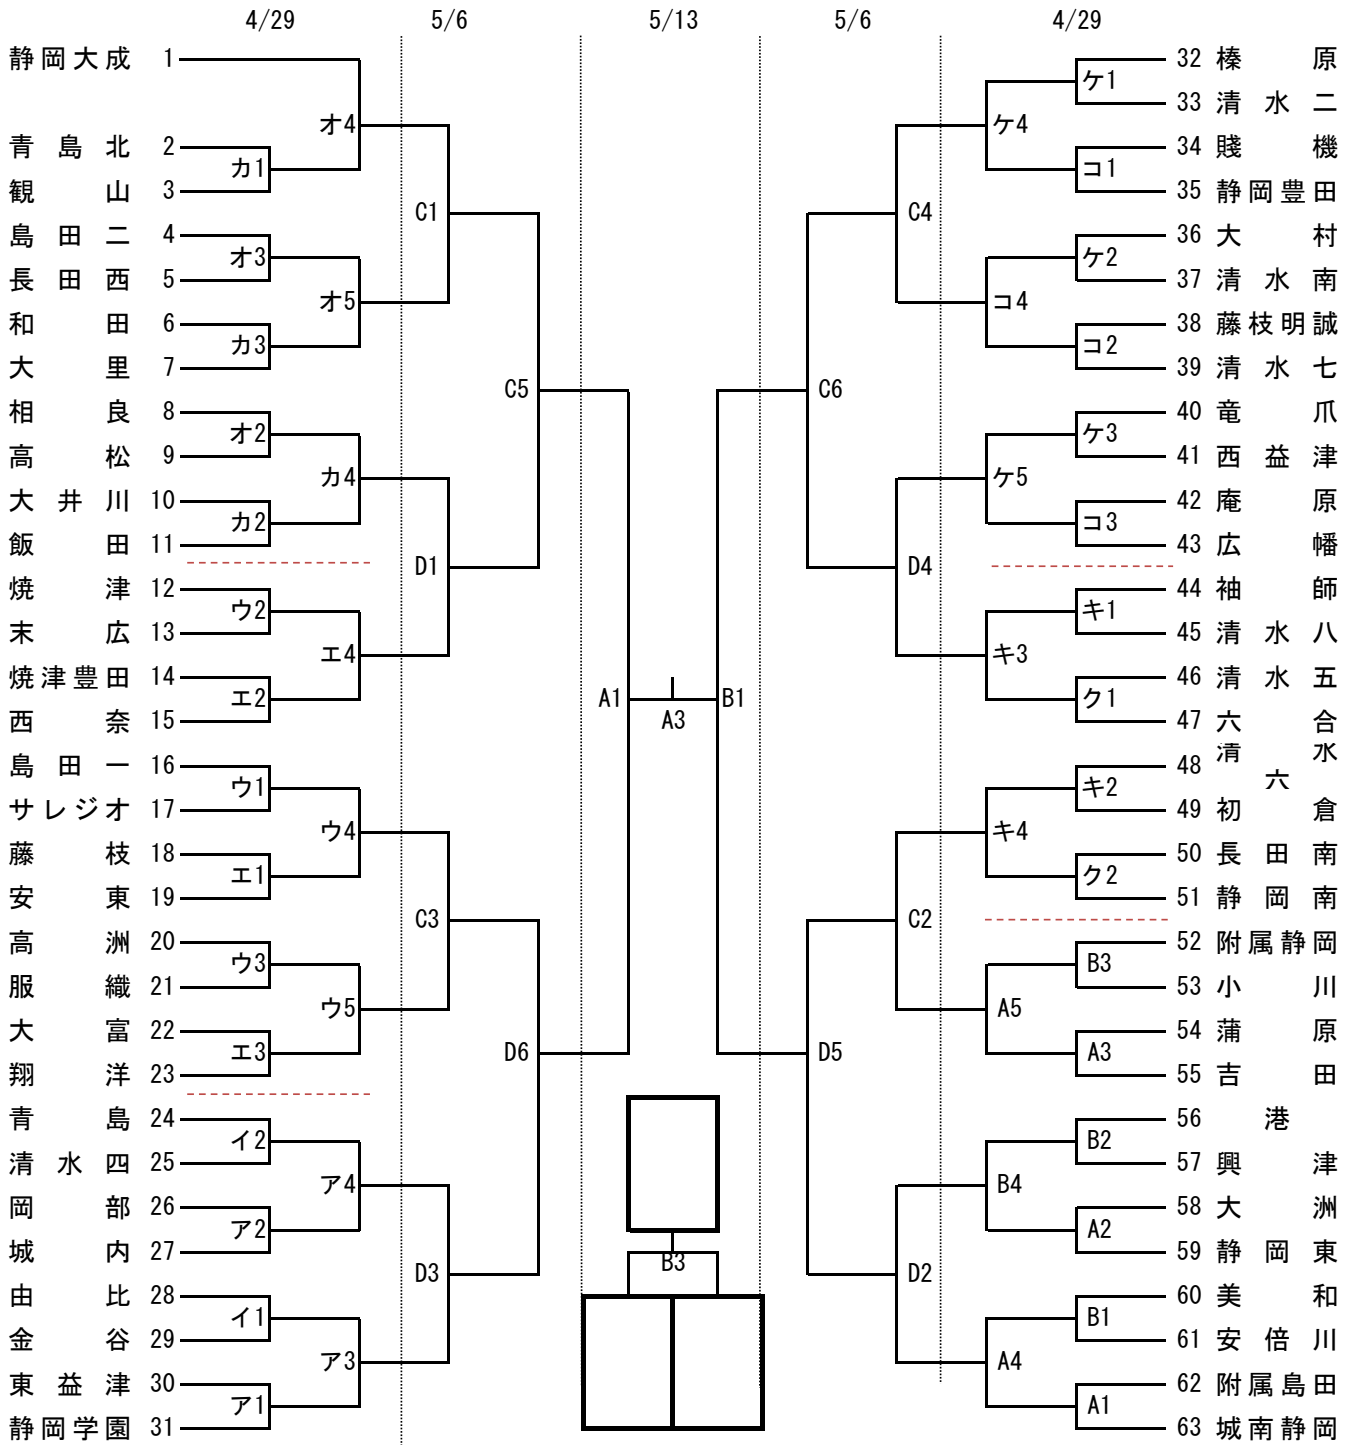 4/29 5/6 5/13 5/6 4/29
静岡大成 1
青島北 2
観山 3
島田二 4
長田西 5
和田 6
大里 7
相良 8
高松 9
大井川 10
飯田 11
焼津 12
末広 13
焼津豊田 14
西奈 15
島田一 16
サレジオ 17
藤枝 18
安東 19
高洲 20
服織 21
大富 22
翔洋 23
青島 24
清水四 25
岡部 26
城内 27
由比 28
金谷 29
東益津 30
静岡学園 31
カ1
オ3
カ3
オ2
カ2
ウ2
エ2
ウ1
エ1
ウ3
エ3
イ2
ア2
イ1
ア1
オ4
オ5
カ4
エ4
ウ4
ウ5
ア4
ア3
C1
D1
C3
D3
C5
D6
A1
A3
B1
B3
C6
D5
C4
D4
C2
D2
ケ4
コ4
ケ5
キ3
キ4
A5
B4
A4
ケ1
コ1
ケ2
コ2
ケ3
コ3
キ1
ク1
キ2
ク2
B3
A3
B2
A2
B1
A1
32 榛原
33 清水二
34 賤機
35 静岡豊田
36 大村
37 清水南
38 藤枝明誠
39 清水七
40 竜爪
41 西益津
42 庵原
43 広幡
44 袖師
45 清水八
46 清水五
47 六合
48 清水
六
49 初倉
50 長田南
51 静岡南
52 附属静岡
53 小川
54 蒲原
55 吉田
56 港
57 興津
58 大洲
59 静岡東
60 美和
61 安倍川
62 附属島田
63 城南静岡